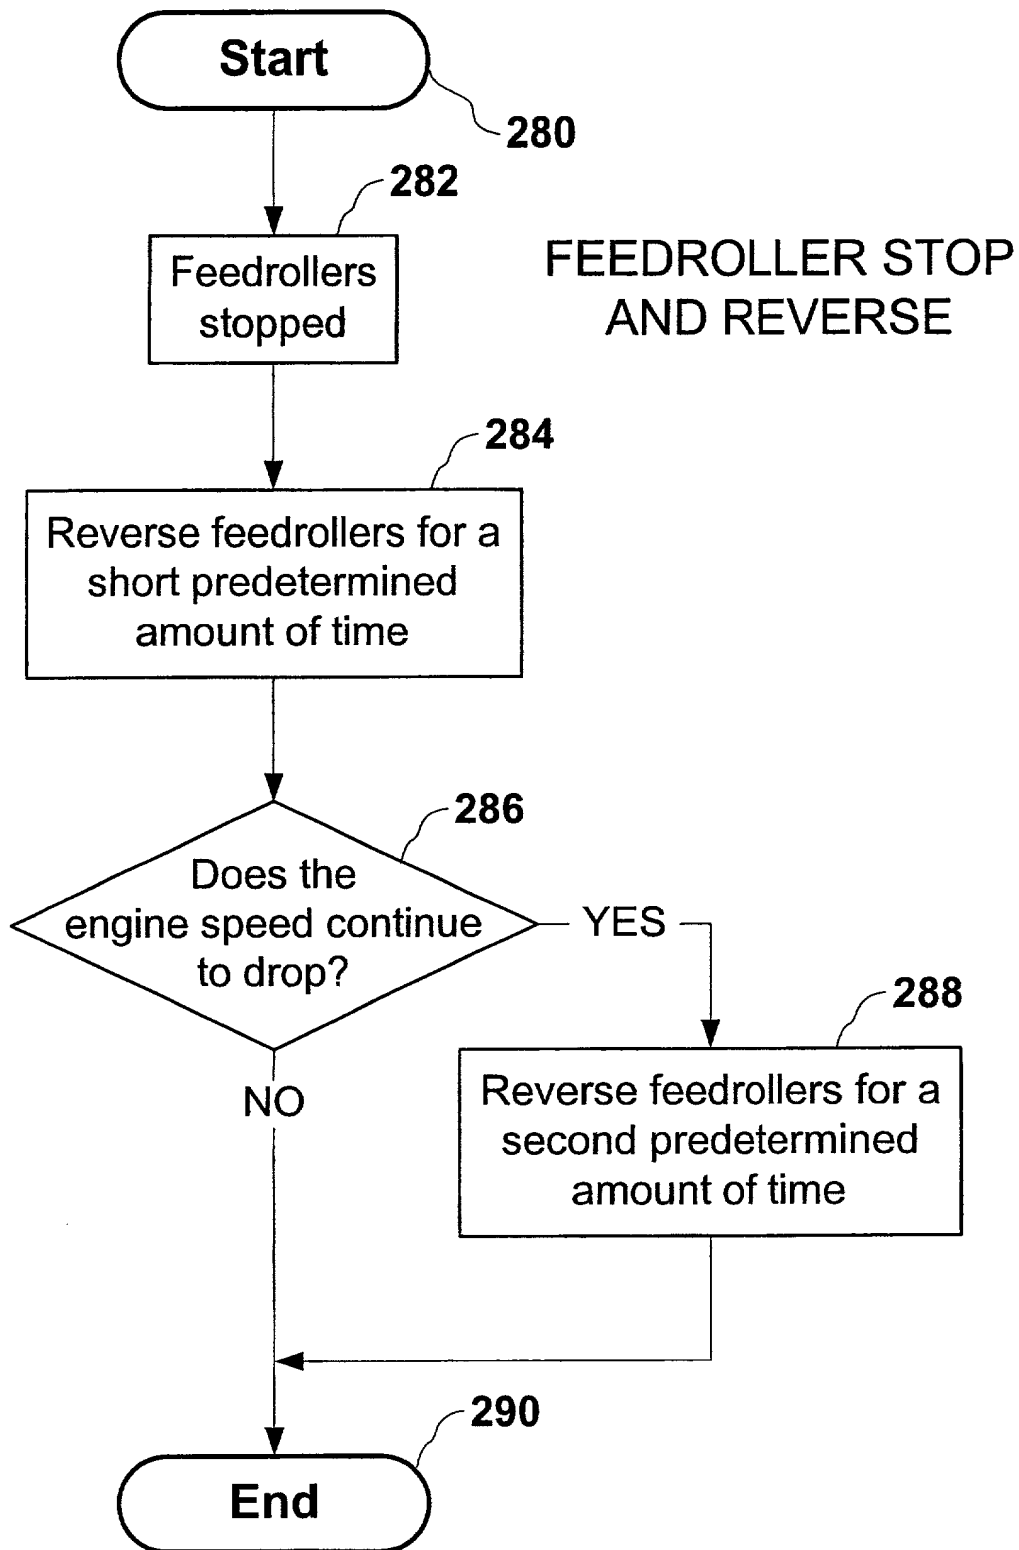 Start
280
282
Feedrollers
stopped
FEEDROLLER STOP
AND REVERSE
284
Reverse feedrollers for a
short predetermined
amount of time
286
Does the
engine speed continue
to drop?
YES
288
NO
Reverse feedrollers for a
second predetermined
amount of time
290
End